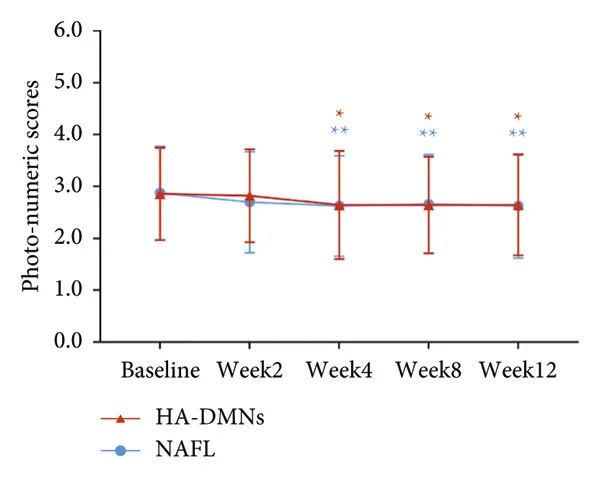 Photo-numeric scores
6.0
5.0
4.0
3.0
2.0
1.0
0.0
* * *
** ** **
Baseline Week2 Week4 Week8 Week12
HA-DMNs
NAFL